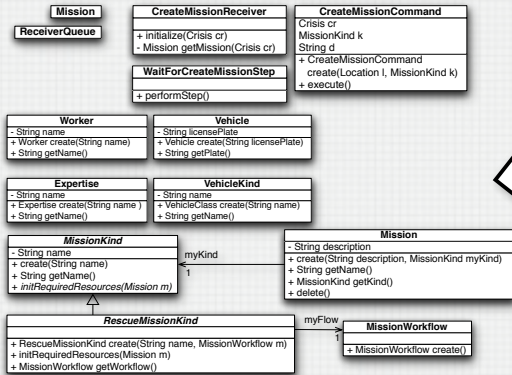 Mission
ReceiverQueue
CreateMissionReceiver
+ initialize(Crisis cr)
- Mission getMission(Crisis cr)
WaitForCreateMissionStep
+ performStep()
CreateMissionCommand
Crisis cr
MissionKind k
String d
+ CreateMissionCommand
create(Location l, MissionKind k)
+ execute()
Worker
- String name
+ Worker create(String name)
+ String getName()
Vehicle
- String licensePlate
+ Vehicle create(String licensePlate)
+ String getPlate()
Expertise
- String name
+ Expertise create(String name )
+ String getName()
VehicleKind
- String name
+ VehicleClass create(String name)
+ String getName()
MissionKind
- String name
+ create(String name)
+ String getName()
+ initRequiredResources(Mission m)
myKind
1
Mission
- String description
+ create(String description, MissionKind myKind)
+ String getName()
+ MissionKind getKind()
+ delete()
RescueMissionKind
+ RescueMissionKind create(String name, MissionWorkflow m)
+ initRequiredResources(Mission m)
+ MissionWorkflow getWorkflow()
myFlow
1
MissionWorkflow
+ MissionWorkflow create()